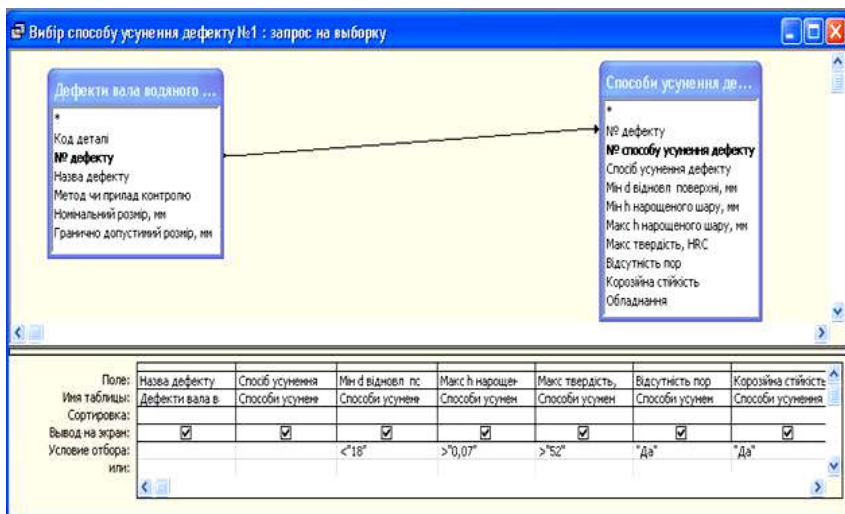 Вибір способу усунення дефекту №1 : запрос на выборку
Дефекти вала водяного ...
*
Код деталі
№ дефекту
Назва дефекту
Метод чи прилад контролю
Номінальний розмір, мм
Гранично допустимий розмір, мм
Способи усунення де...
*
№ дефекту
№ способу усунення дефекту
Спосіб усунення дефекту
Мін d відновл поверхні, мм
Мін h нарощеного шару, мм
Макс h нарощеного шару, мм
Макс твердість, HRC
Відсутність пор
Корозійна стійкість
Обладнання
Поле: Назва дефекту Спосіб усунення Мін d відновл пс Макс h нарощен Макс твердість, Відсутність пор Корозійна стійкість
Имя таблицы: Дефекти вала в Способи усунен Способи усунен Способи усунен Способи усунен Способи усунен Способи усунення
Сортировка:
Вывод на экран:
Условие отбора: <"18" >"0,07" >"52" "Да" "Да"
или: